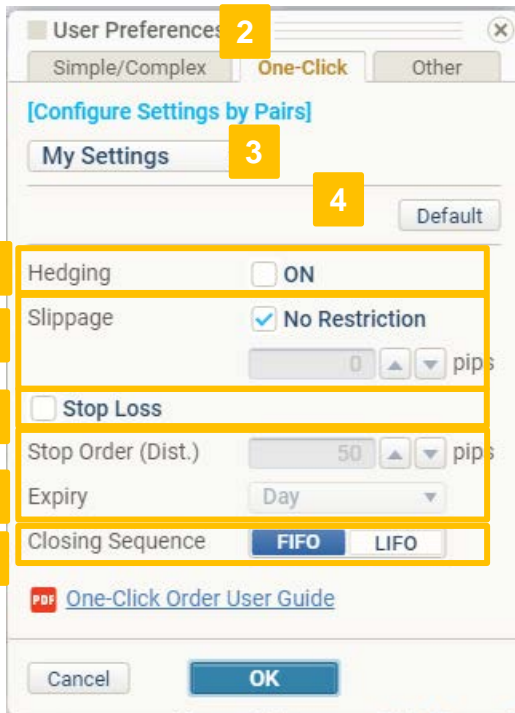 User Preferences 2
Simple/Complex One-Click Other
[Configure Settings by Pairs]
My Settings 3
4
Default
Hedging ON
Slippage No Restriction
0 pips
Stop Loss
Stop Order (Dist.) 50 pips
Expiry Day
Closing Sequence FIFO LIFO
PDF One-Click Order User Guide
Cancel OK